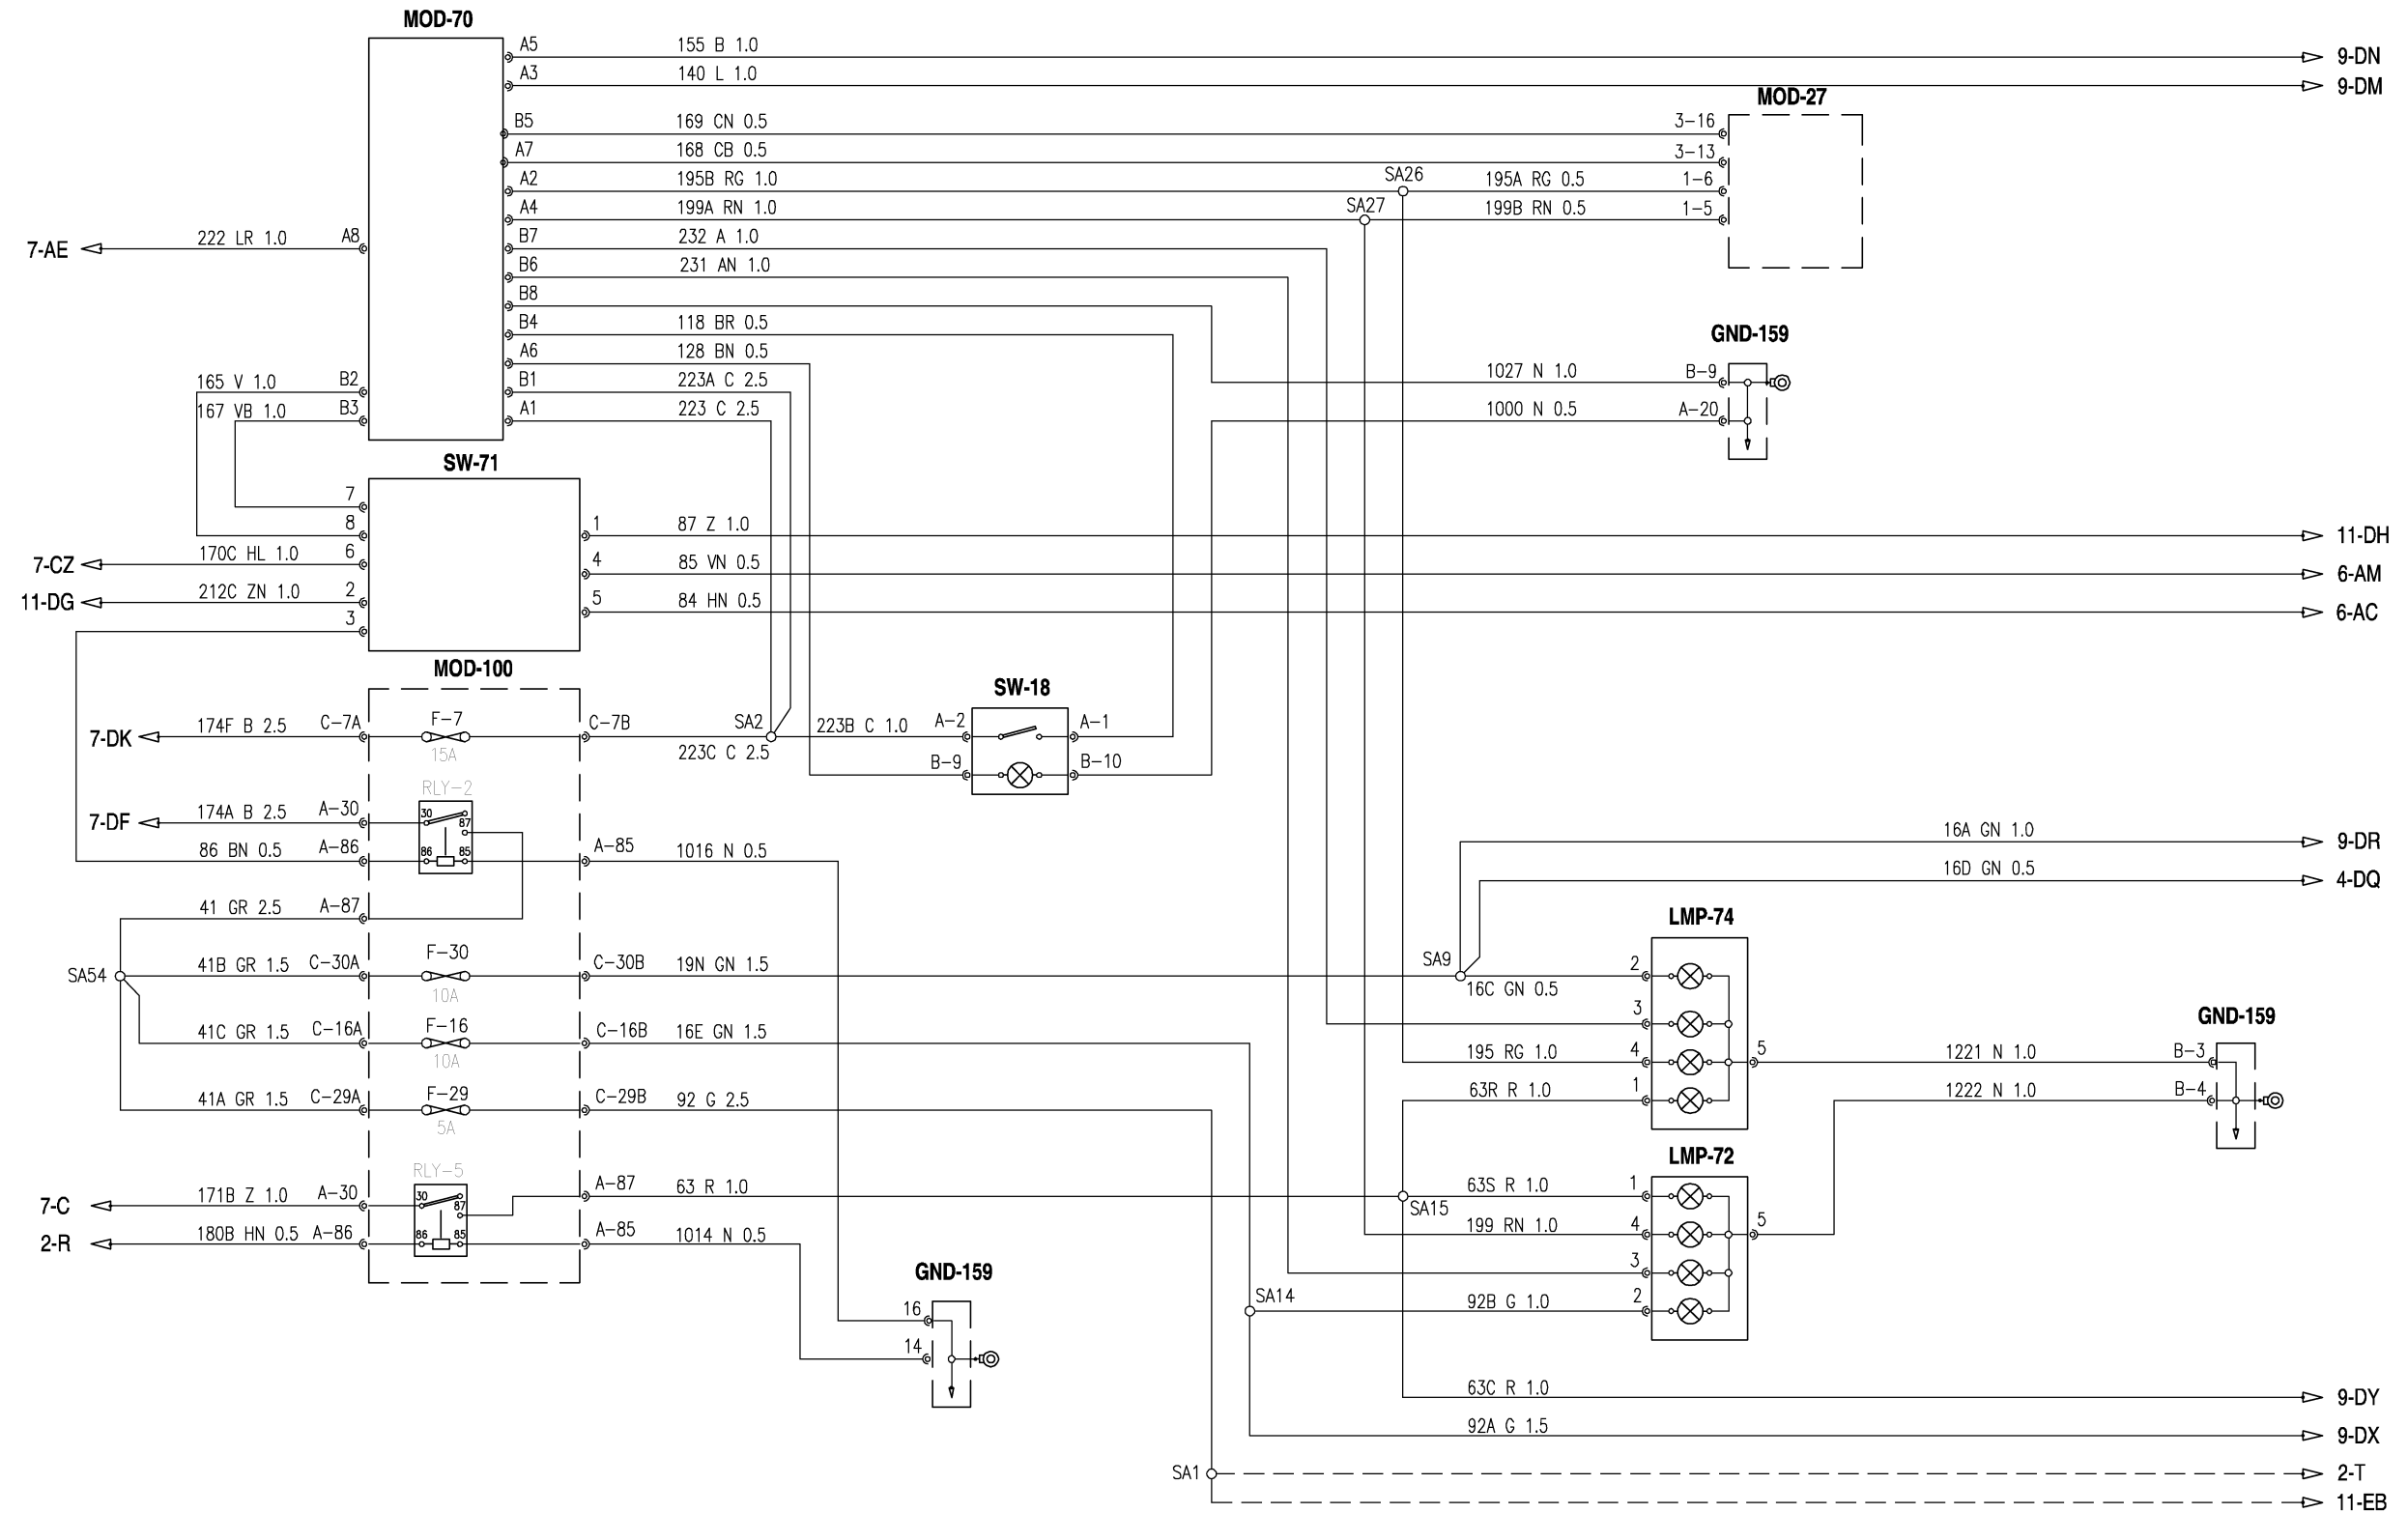 MOD-70
A5 155 B 1.0 9-DN
A3 140 L 1.0 9-DM
MOD-27
B5 169 CN 0.5 3-16
A7 168 CB 0.5 3-13
A2 195B RG 1.0 SA26 195A RG 0.5 1-6
A4 199A RN 1.0 SA27 199B RN 0.5 1-5
7-AE 222 LR 1.0 A8 B7 232 A 1.0
B6 231 AN 1.0
B8
B4 118 BR 0.5 GND-159
A6 128 BN 0.5
165 V 1.0 B2 B1 223A C 2.5 1027 N 1.0 B-9
167 VB 1.0 B3 A1 223 C 2.5 1000 N 0.5 A-20
SW-71
7
8 1 87 Z 1.0 11-DH
7-CZ 170C HL 1.0 6 4 85 VN 0.5 6-AM
11-DG 212C ZN 1.0 2 5 84 HN 0.5 6-AC
3
MOD-100 SW-18
7-DK 174F B 2.5 C-7A F-7 C-7B SA2 223B C 1.0 A-2 A-1
15A 223C C 2.5 B-9 B-10
RLY-2
7-DF 174A B 2.5 A-30 30 87 16A GN 1.0 9-DR
86 BN 0.5 A-86 86 85 A-85 1016 N 0.5 16D GN 0.5 4-DQ
41 GR 2.5 A-87 LMP-74
SA54 41B GR 1.5 C-30A F-30 C-30B 19N GN 1.5 SA9 2
10A 16C GN 0.5
3 GND-159
41C GR 1.5 C-16A F-16 C-16B 16E GN 1.5
10A 195 RG 1.0 4 5 1221 N 1.0 B-3
41A GR 1.5 C-29A F-29 C-29B 92 G 2.5 63R R 1.0 1 1222 N 1.0 B-4
5A
RLY-5 LMP-72
7-C 171B Z 1.0 A-30 30 87 A-87 63 R 1.0 SA15 63S R 1.0 1
2-R 180B HN 0.5 A-86 86 85 A-85 1014 N 0.5 199 RN 1.0 4 5
GND-159 3
16 SA14 92B G 1.0 2
14
63C R 1.0 9-DY
92A G 1.5 9-DX
SA1 2-T
11-EB